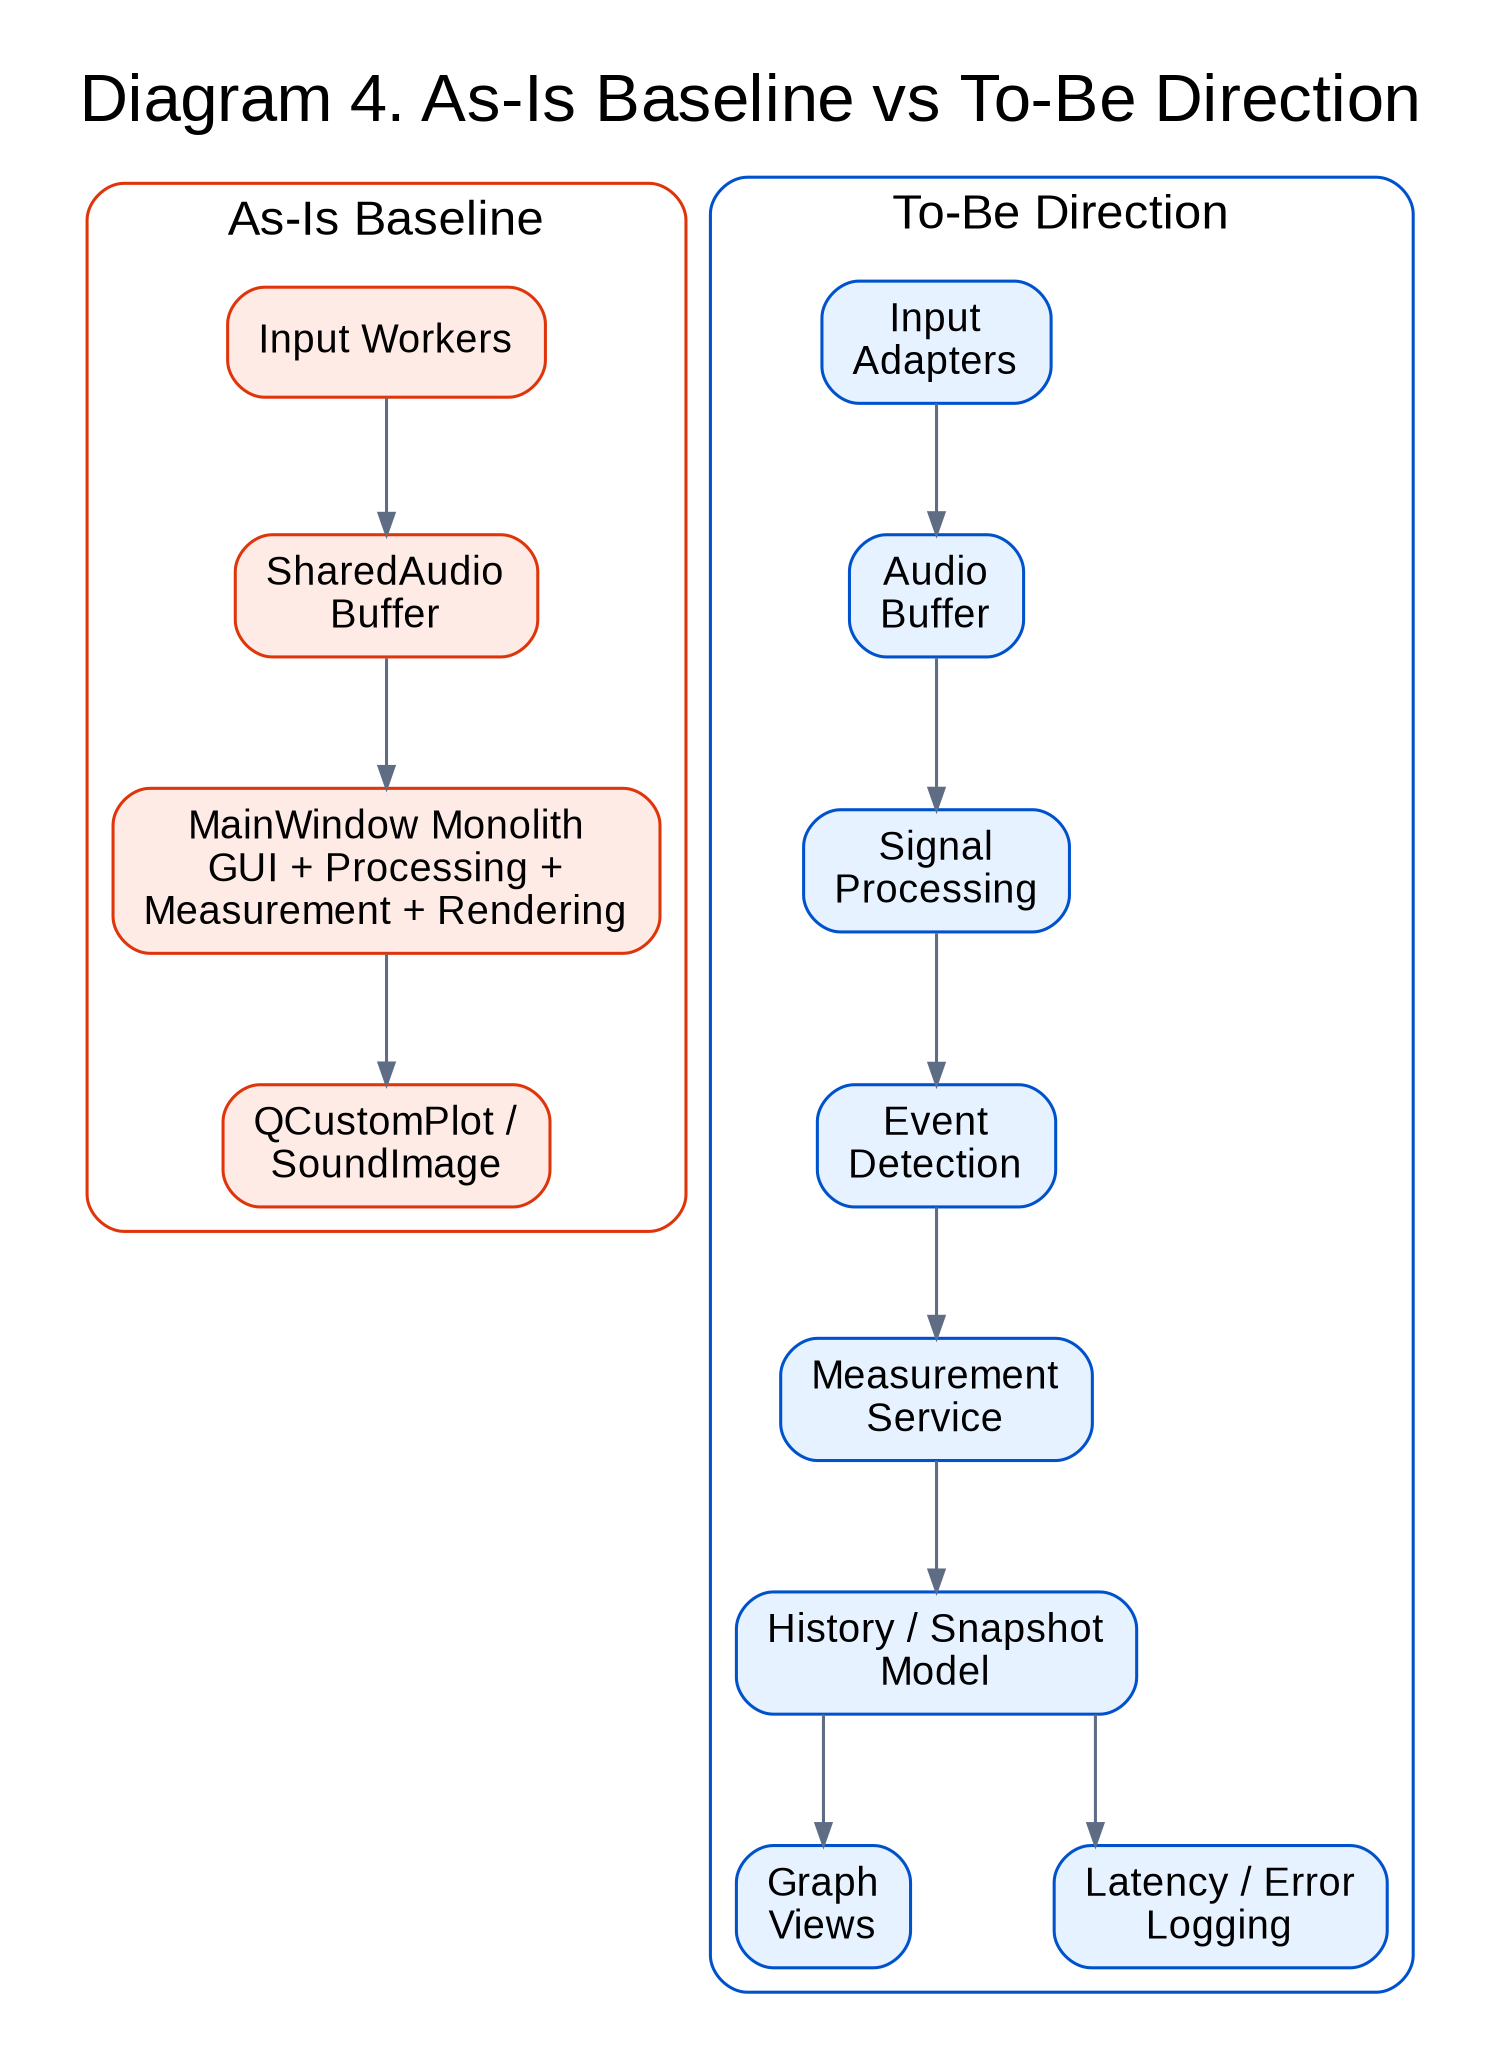 Diagram 4. As-Is Baseline vs To-Be Direction
As-Is Baseline
Input Workers
SharedAudio
Buffer
MainWindow Monolith
GUI + Processing +
Measurement + Rendering
QCustomPlot /
SoundImage
To-Be Direction
Input
Adapters
Audio
Buffer
Signal
Processing
Event
Detection
Measurement
Service
History / Snapshot
Model
Graph
Views
Latency / Error
Logging